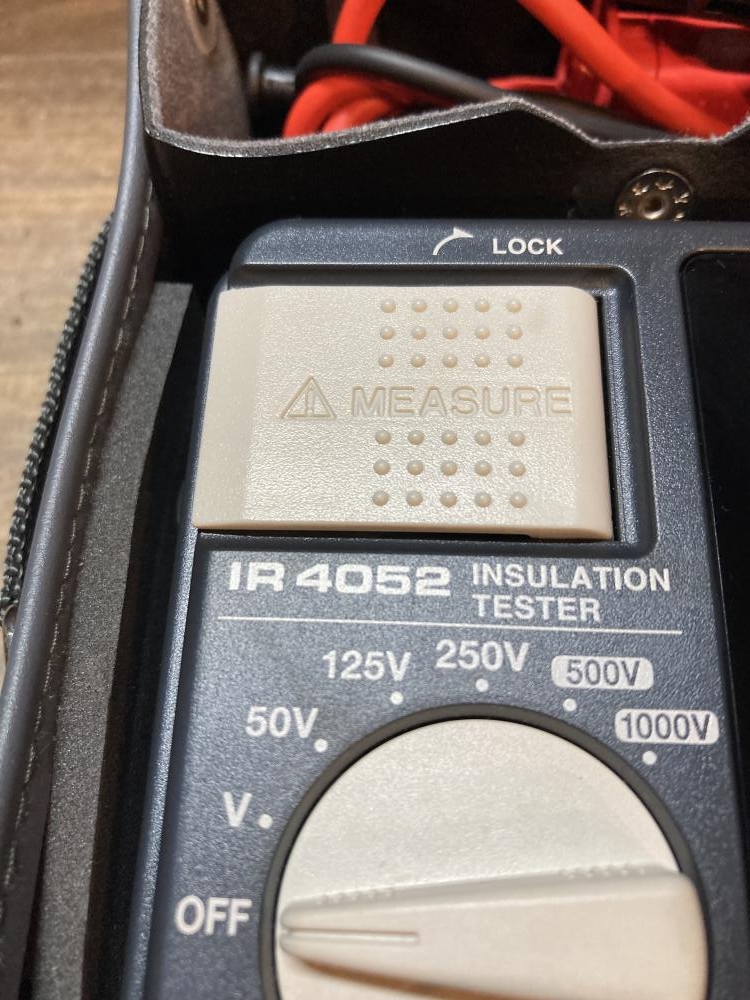 LOCK
MEASURE
IR 4052 INSULATION
TESTER
50V 125V 250V 500V 1000V
V
OFF